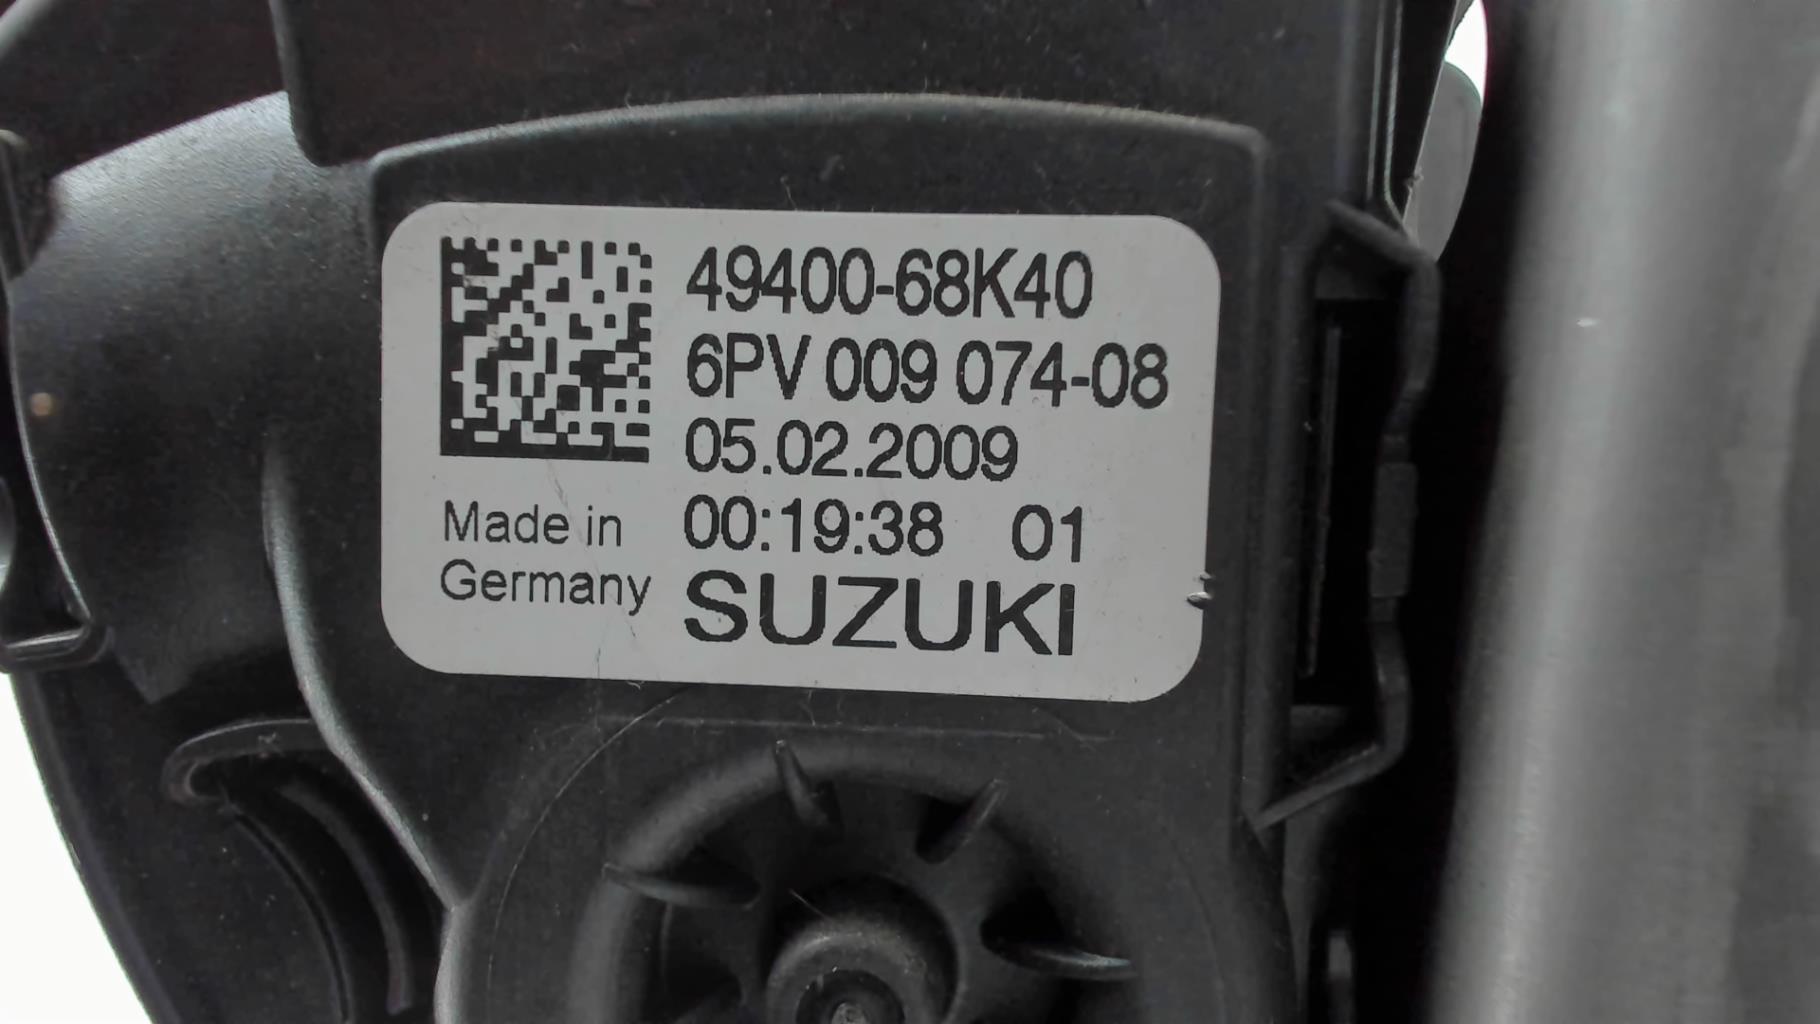 49400-68K40
6PV 009 074-08
05.02.2009
00:19:38 01
Made in
Germany
SUZUKI